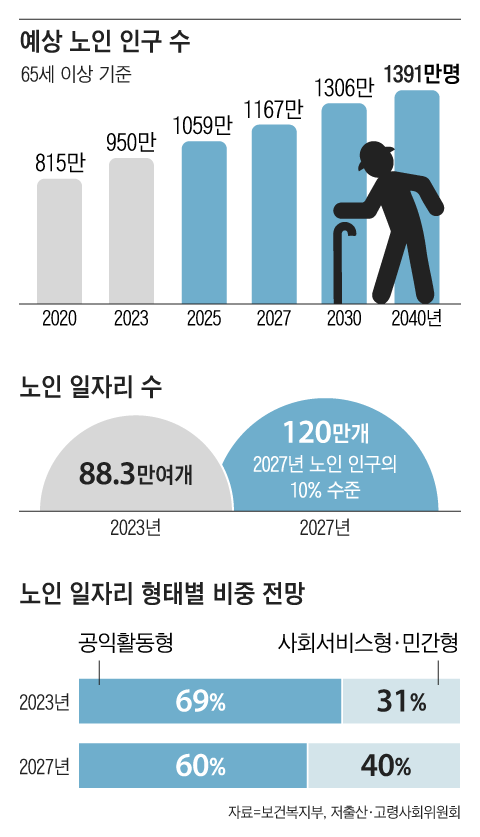 예상 노인 인구 수
65세 이상 기준
815만
950만
1059만
1167만
1306만
1391만명
2020
2023
2025
2027
2030
2040년
노인 일자리 수
88.3만여개
120만개
2027년 노인 인구의
10% 수준
2023년
2027년
노인 일자리 형태별 비중 전망
공익활동형
사회서비스형·민간형
2023년
69%
31%
2027년
60%
40%
자료=보건복지부, 저출산·고령사회위원회